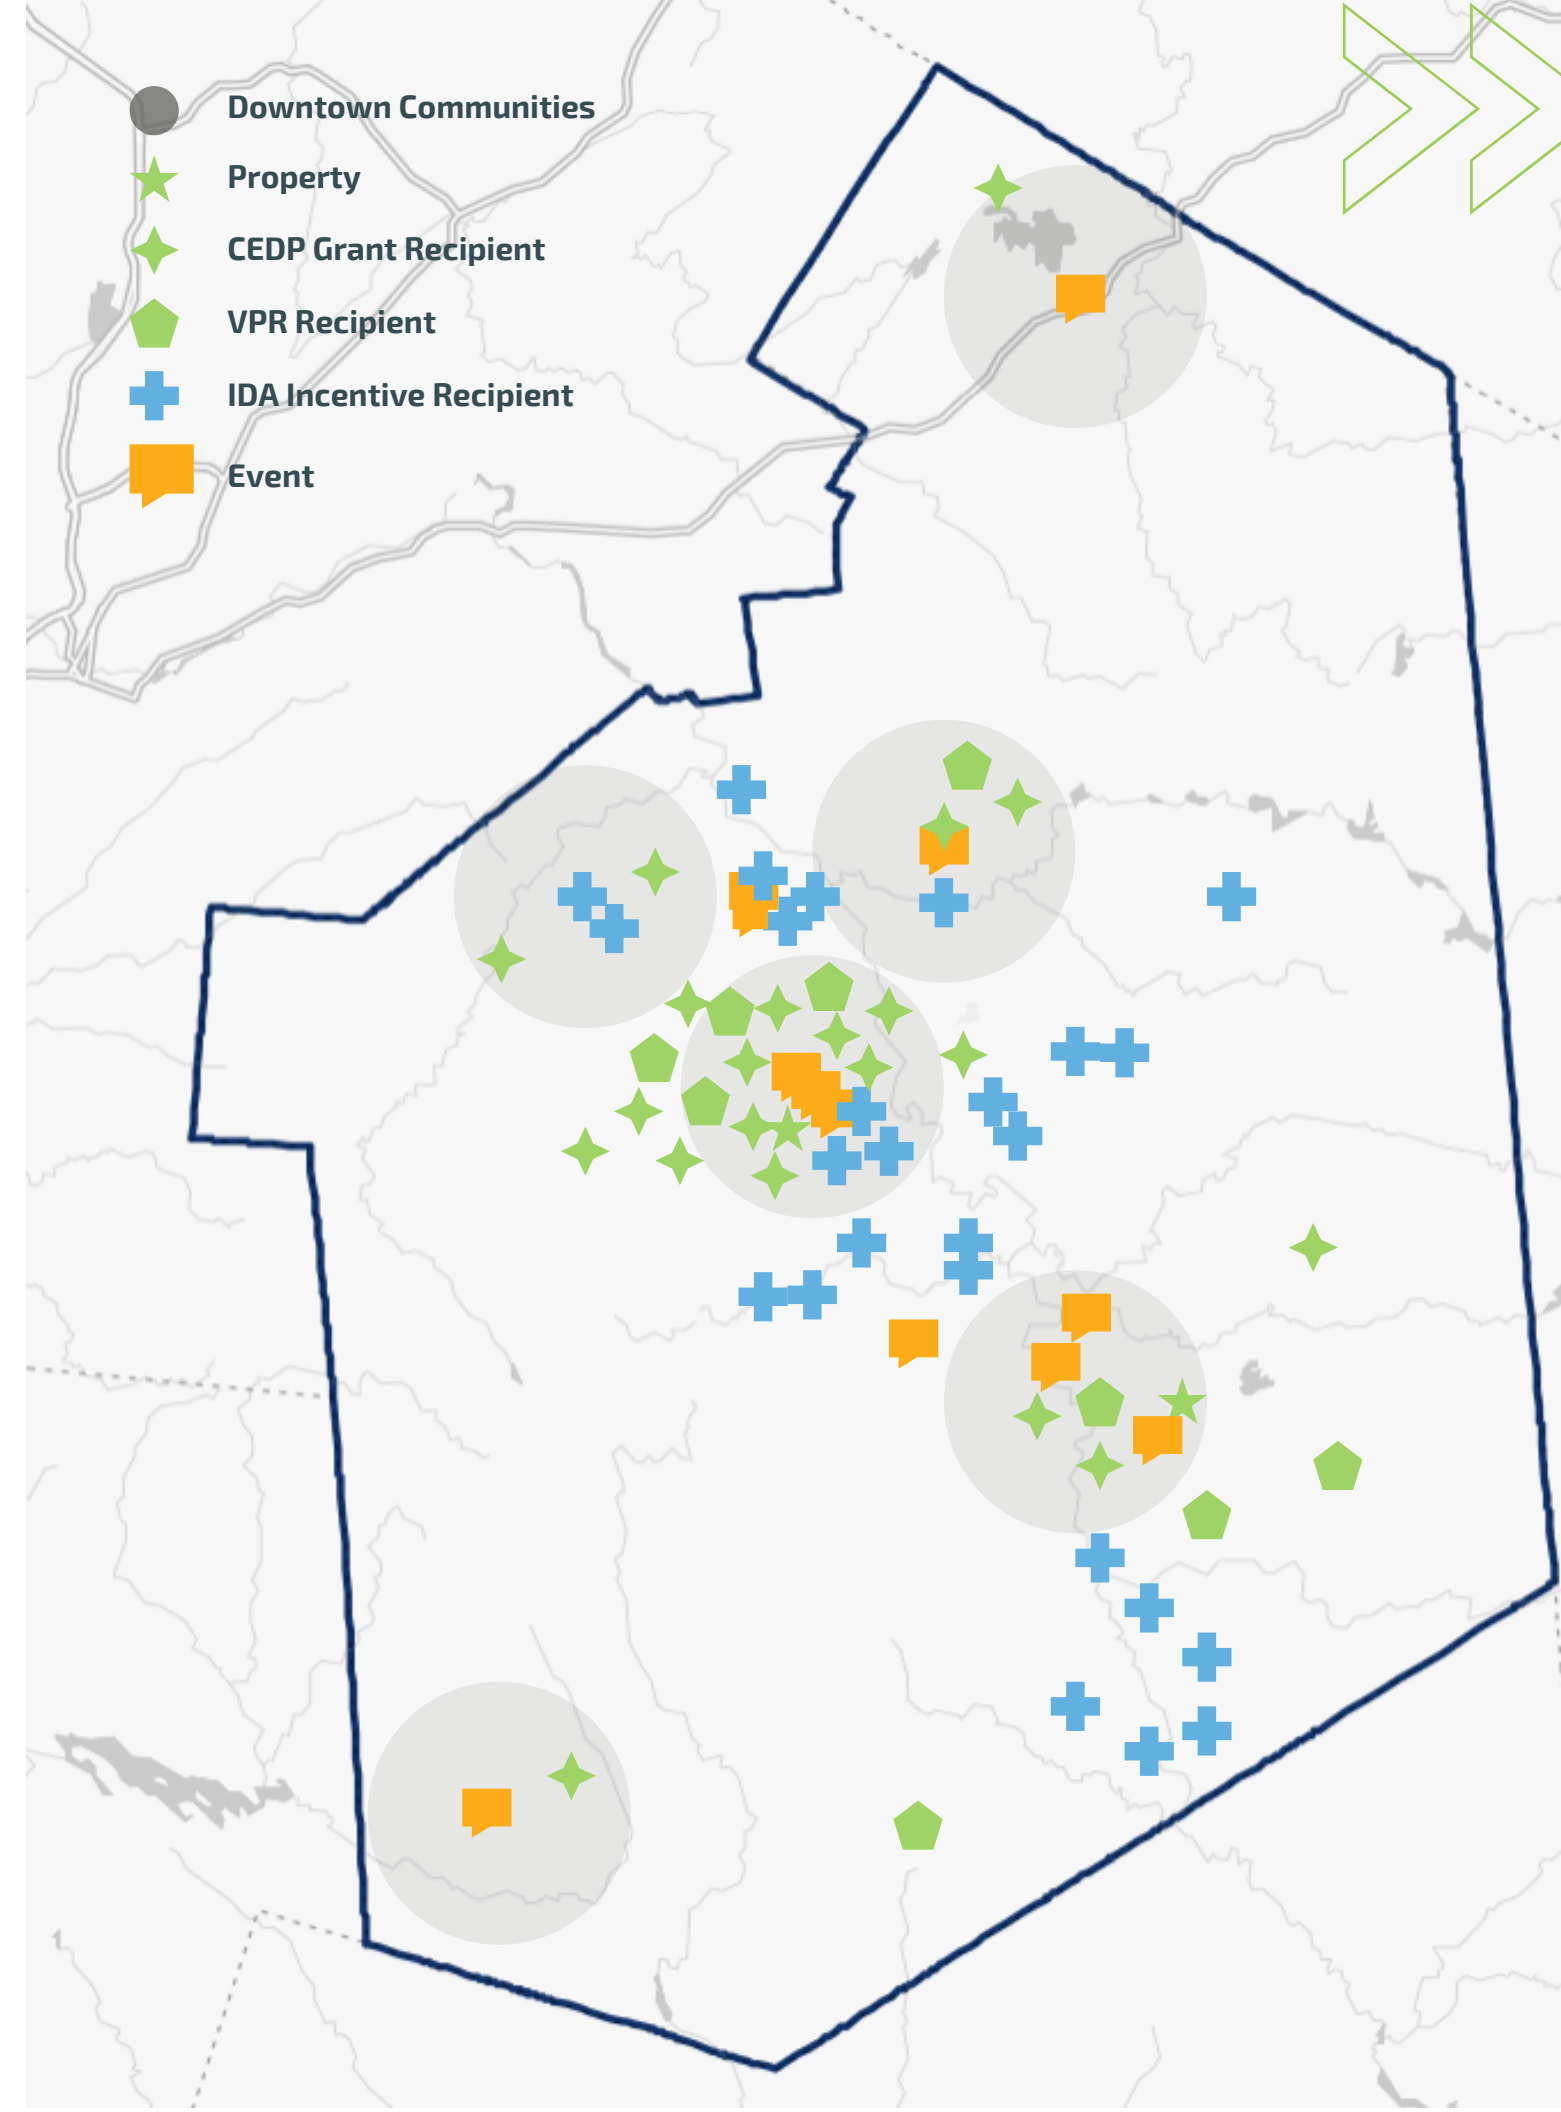 Downtown Communities
Property
CEDP Grant Recipient
VPR Recipient
IDA Incentive Recipient
Event